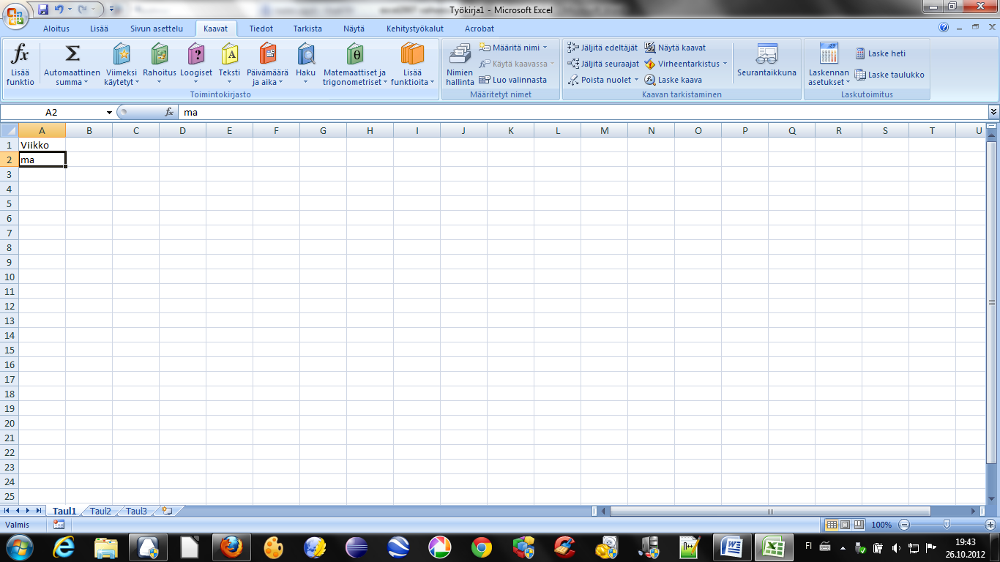 Työkirja1 - Microsoft Excel
Aloitus Lisää Sivun asettelu Kaavat Tiedot Tarkista Näytä Kehitystyökalut Acrobat
Lisää funktio
Automaattinen summa
Viimeksi käytetyt
Rahoitus
Loogiset
Teksti
Päivämäärä ja aika
Haku
Matemaattiset ja trigonometriset
Lisää funktioita
Toimintokirjasto
Nimien hallinta
Määritä nimi
Käytä kaavassa
Luo valinnasta
Määritetyt nimet
Jäljitä edeltäjät
Jäljitä seuraajat
Poista nuolet
Näytä kaavat
Virheentarkistus
Laske kaava
Seurantaikkuna
Kaavan tarkistaminen
Laskennan asetukset
Laske heti
Laske taulukko
Laskutoimitus
A2 fx ma
A B C D E F G H I J K L M N O P Q R S T U
1 Viikko
2 ma
3
4
5
6
7
8
9
10
11
12
13
14
15
16
17
18
19
20
21
22
23
24
25
Taul1 Taul2 Taul3
Valmis 100%
FI 19:43
26.10.2012